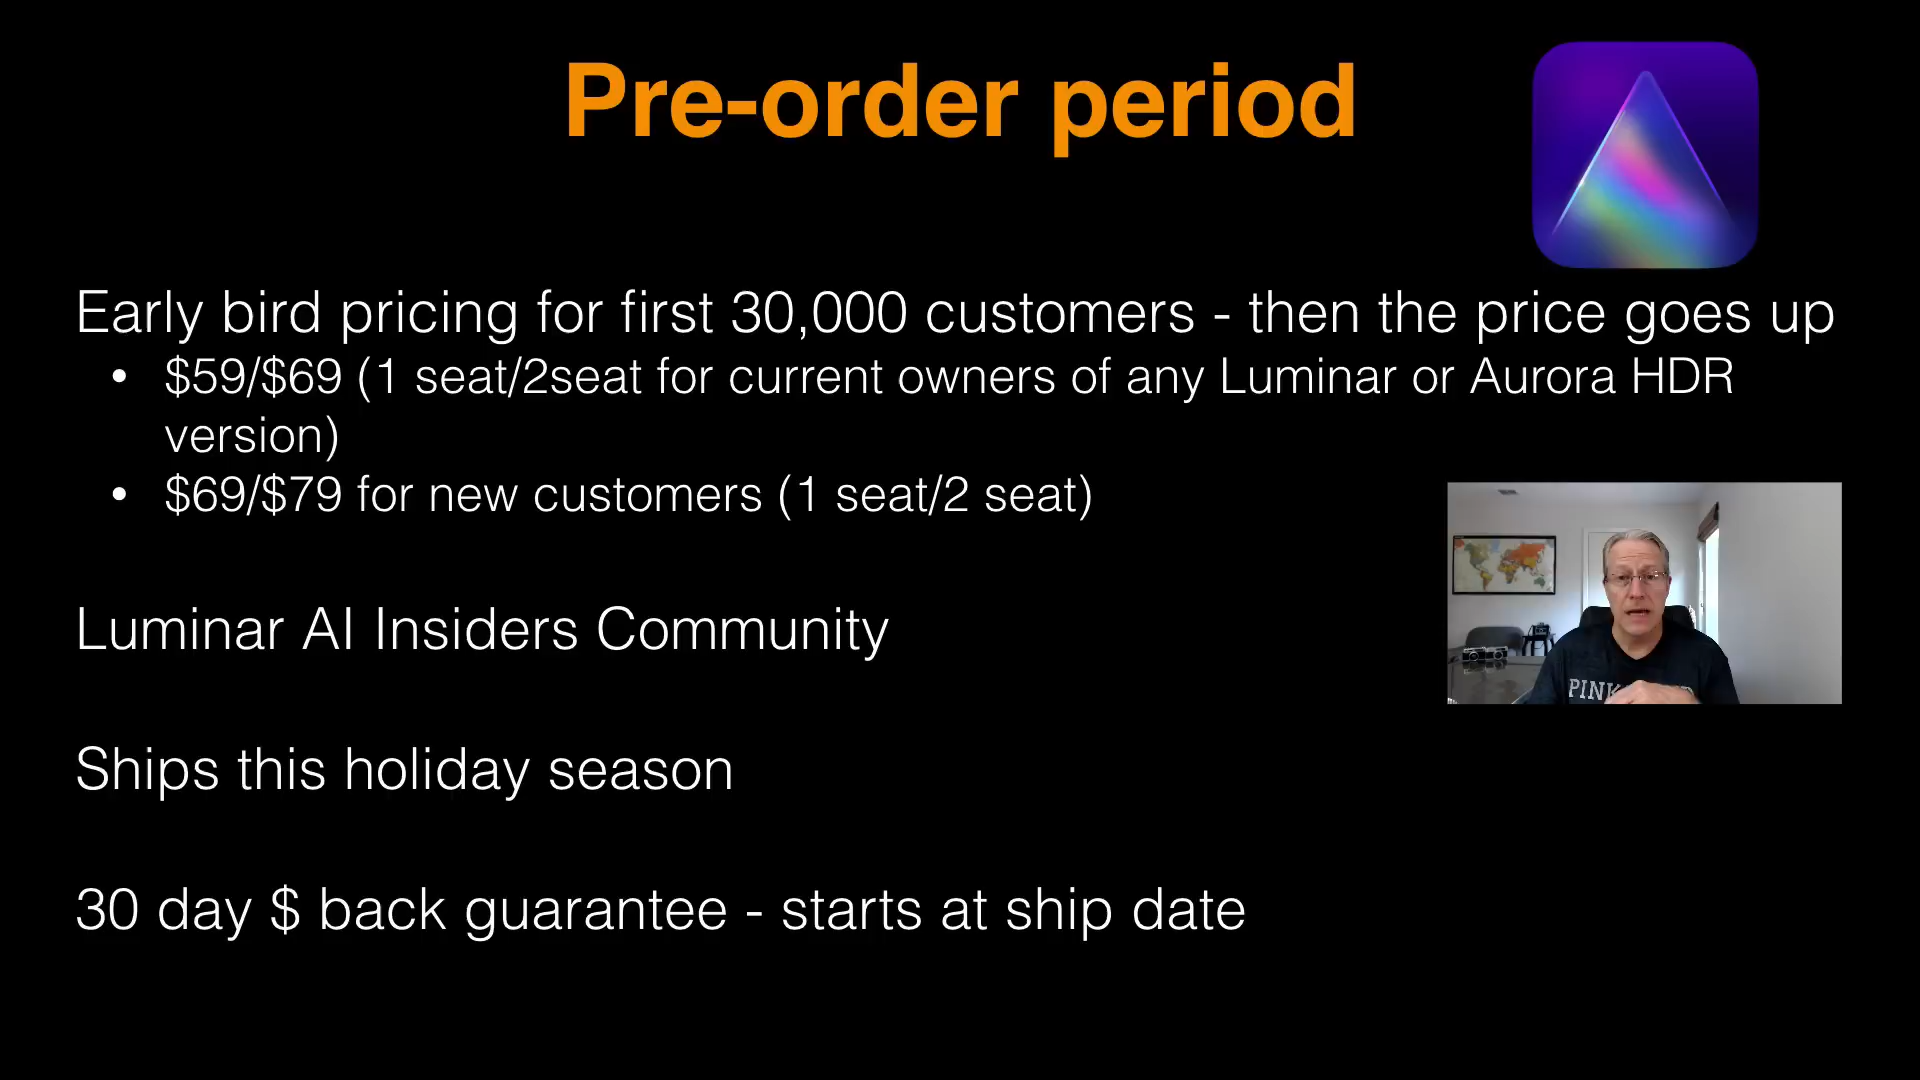 Pre-order period
Early bird pricing for first 30,000 customers - then the price goes up
• $59/$69 (1 seat/2seat for current owners of any Luminar or Aurora HDR
version)
• $69/$79 for new customers (1 seat/2 seat)
Luminar AI Insiders Community
Ships this holiday season
30 day $ back guarantee - starts at ship date